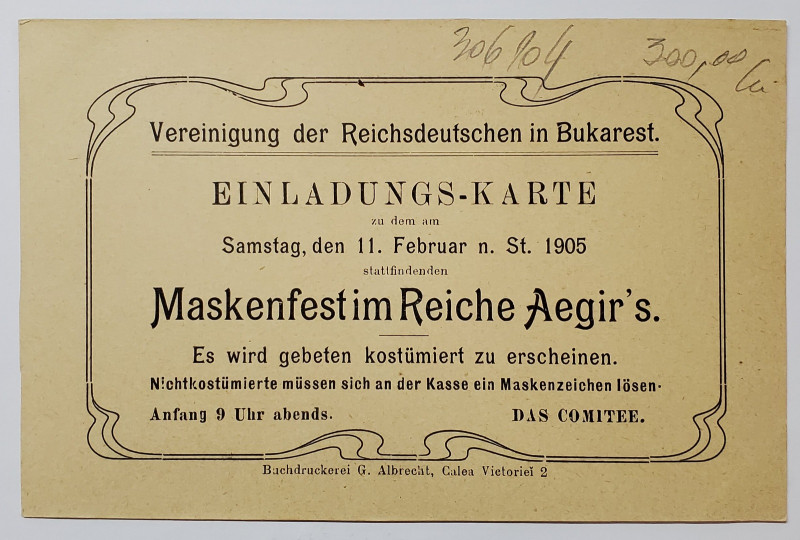 306904 300,00 Lei
Vereinigung der Reichsdeutschen in Bukarest.
EINLADUNGS-KARTE
zu dem am
Samstag, den 11. Februar n. St. 1905
stattfindenden
Maskenfest im Reiche Aegir's.
Es wird gebeten kostümiert zu erscheinen.
Nichtkostümierte müssen sich an der Kasse ein Maskenzeichen lösen.
Anfang 9 Uhr abends. DAS COMITEE.
Buchdruckerei G. Albrecht, Calea Victoriei 2